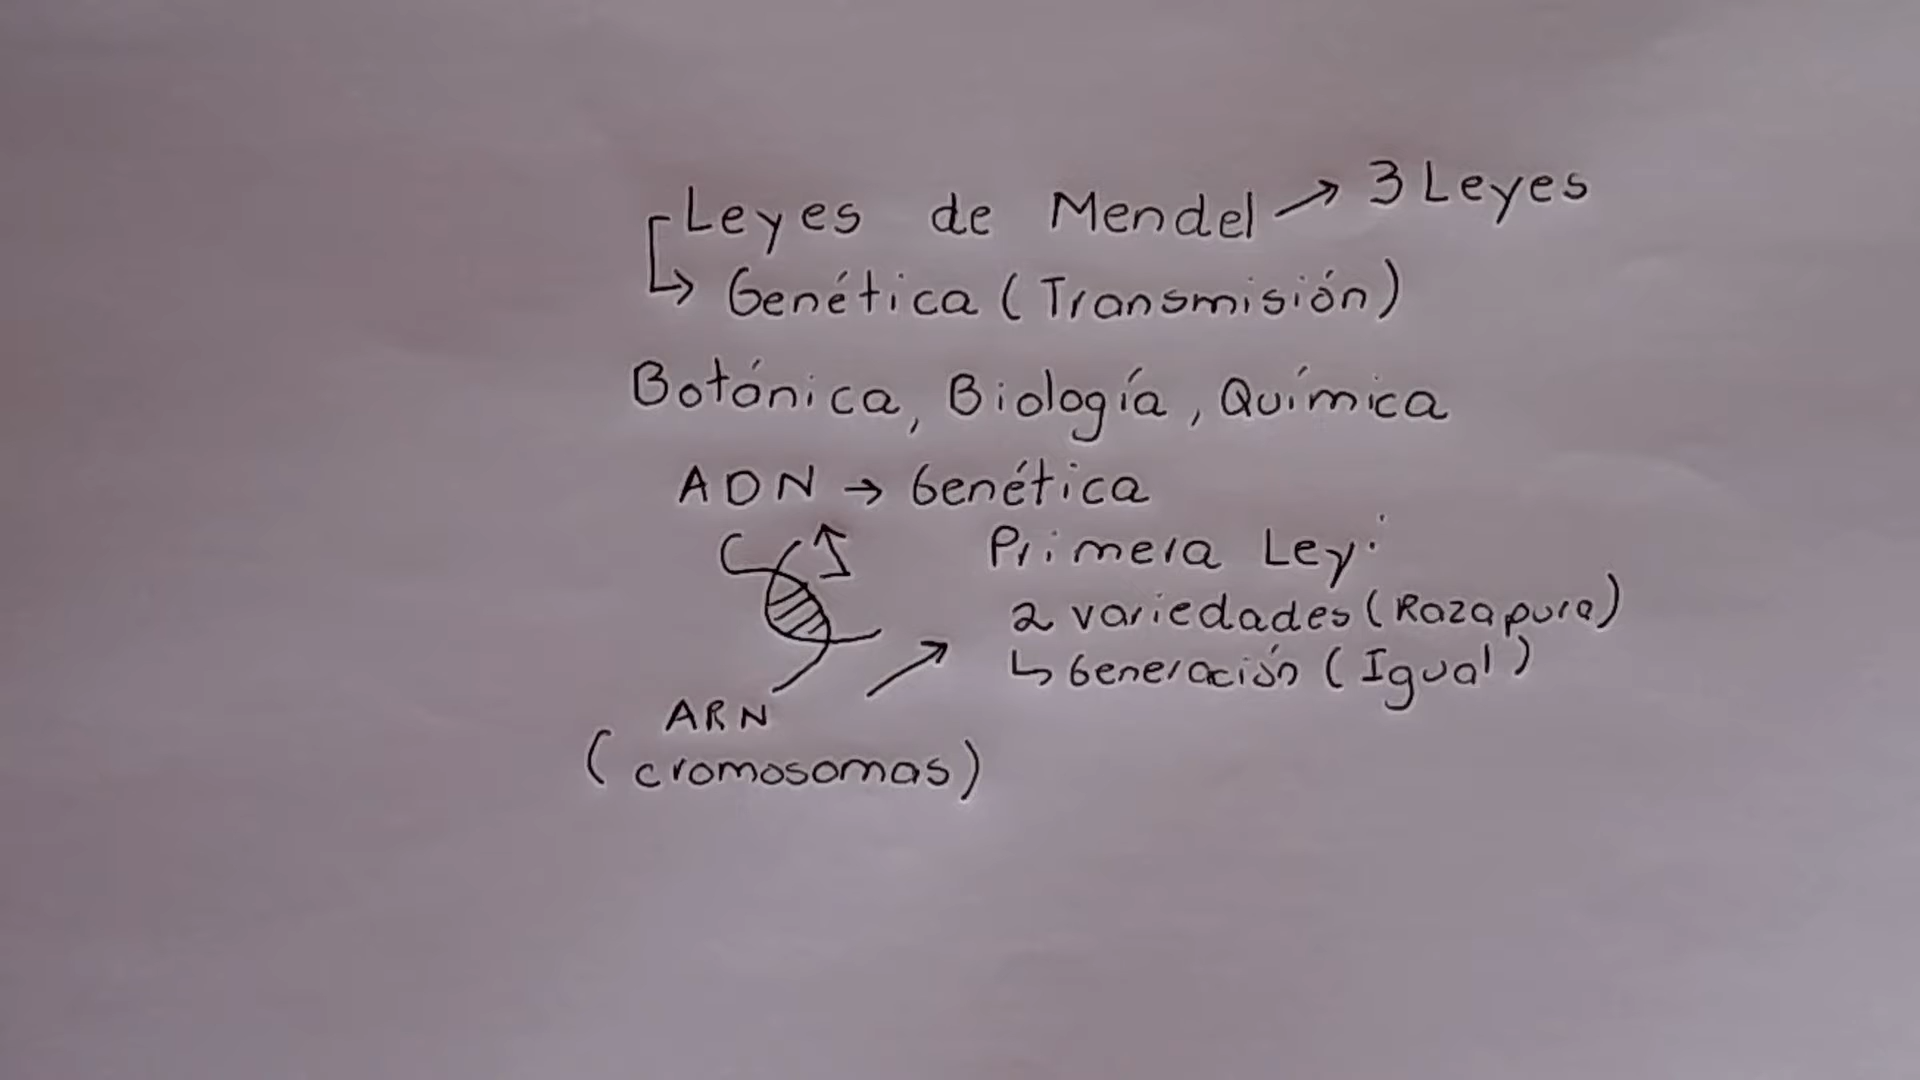 Leyes de Mendel → 3 Leyes
↳ Genética (Transmisión)
Botánica, Biología, Química
ADN → Genética
Primera Ley:
2 variedades (Raza pura)
↳ Generación (Igual)
ARN
(cromosomas)